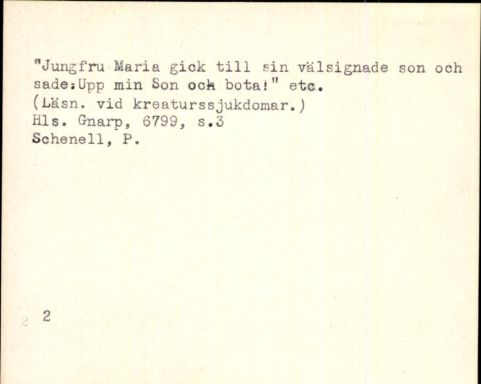 "Jungfru Maria gick till sin välsignade son och
sade:Upp min Son och bota!" etc.
(Läsn. vid kreaturssjukdomar.)
Hls. Gnarp, 6799, s.3
Schenell, P.
2